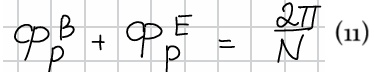 φ_P^B + φ_P^E = 2π/N (11)